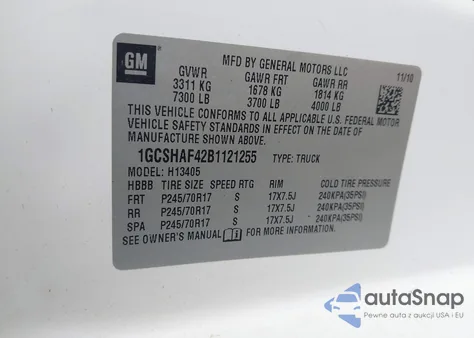 GM
MFD BY GENERAL MOTORS LLC
GVWR GAWR FRT GAWR RR 11/10
3311 KG 1678 KG 1814 KG
7300 LB 3700 LB 4000 LB
THIS VEHICLE CONFORMS TO ALL APPLICABLE U.S. FEDERAL MOTOR
VEHICLE SAFETY STANDARDS IN EFFECT ON THE DATE OF
MANUFACTURE SHOWN ABOVE.
1GCSHAF42B1121255 TYPE: TRUCK
MODEL: H13405
HBBB TIRE SIZE SPEED RTG RIM COLD TIRE PRESSURE
FRT P245/70R17 S 17X7.5J 240KPA(35PSI)
RR P245/70R17 S 17X7.5J 240KPA(35PSI)
SPA P245/70R17 S 17X7.5J 240KPA(35PSI)
SEE OWNER'S MANUAL FOR MORE INFORMATION.
autoSnap
Pewne auta z aukcji w USA i EU